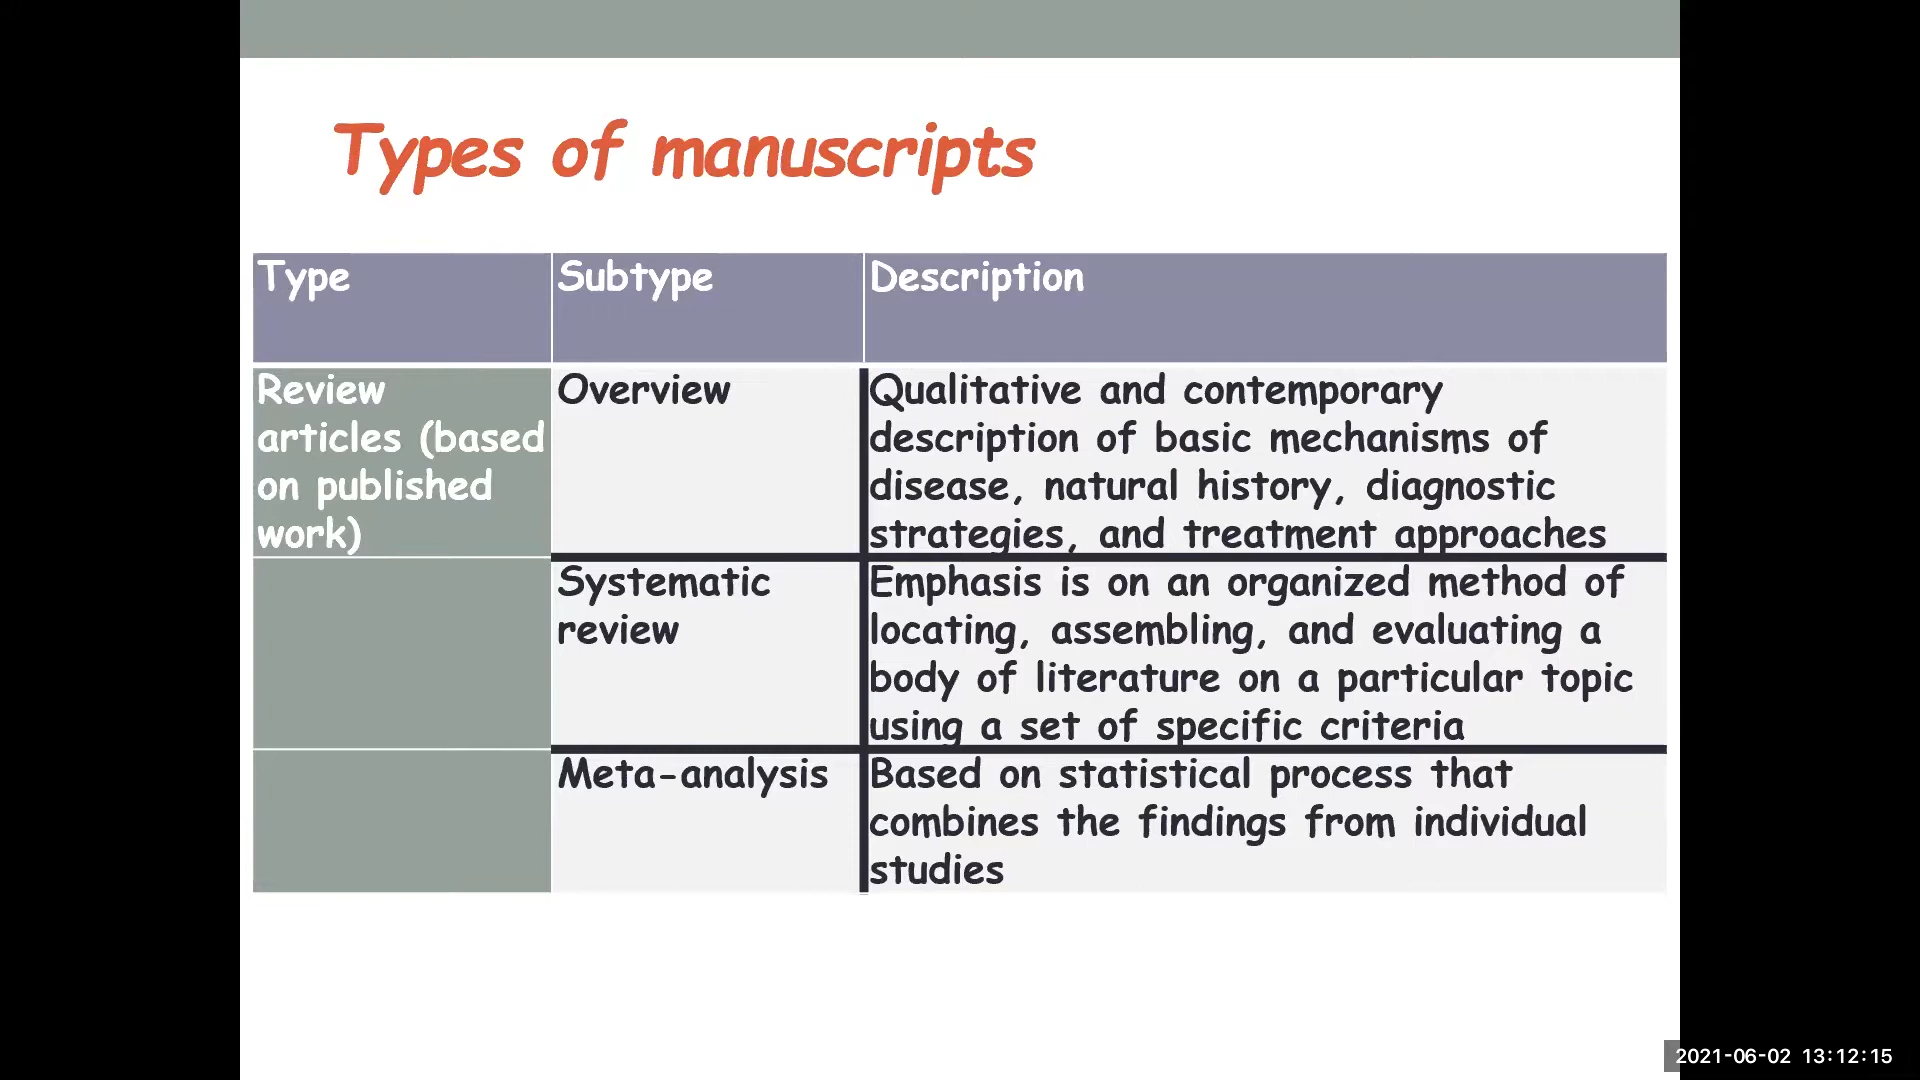 Types of manuscripts
Type
Subtype
Description
Review
articles (based
on published
work)
Overview
Qualitative and contemporary
description of basic mechanisms of
disease, natural history, diagnostic
strategies, and treatment approaches
Systematic
review
Emphasis is on an organized method of
locating, assembling, and evaluating a
body of literature on a particular topic
using a set of specific criteria
Meta-analysis
Based on statistical process that
combines the findings from individual
studies
2021-06-02 13:12:15